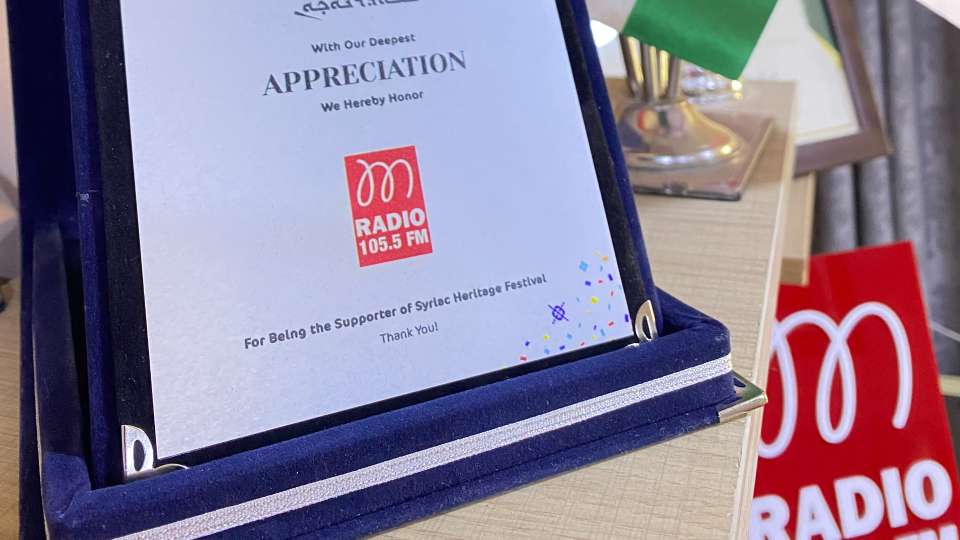 With Our Deepest
APPRECIATION
We Hereby Honor
m
RADIO
105.5 FM
For Being the Supporter of Syriac Heritage Festival
Thank You!
m
RADIO
FM